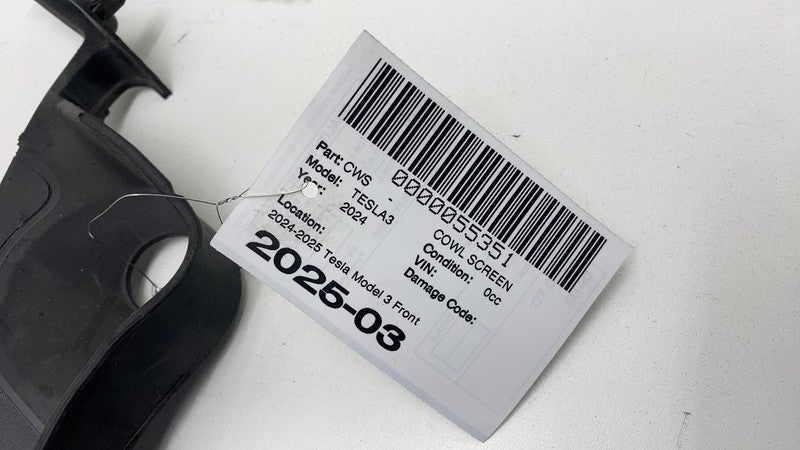 0000055351
Part: CWS - COWL SCREEN
Model: TESLA3 Condition: 0cc
Year: 2024 VIN:
Damage Code:
Location:
2024-2025 Tesla Model 3 Front
2025-03